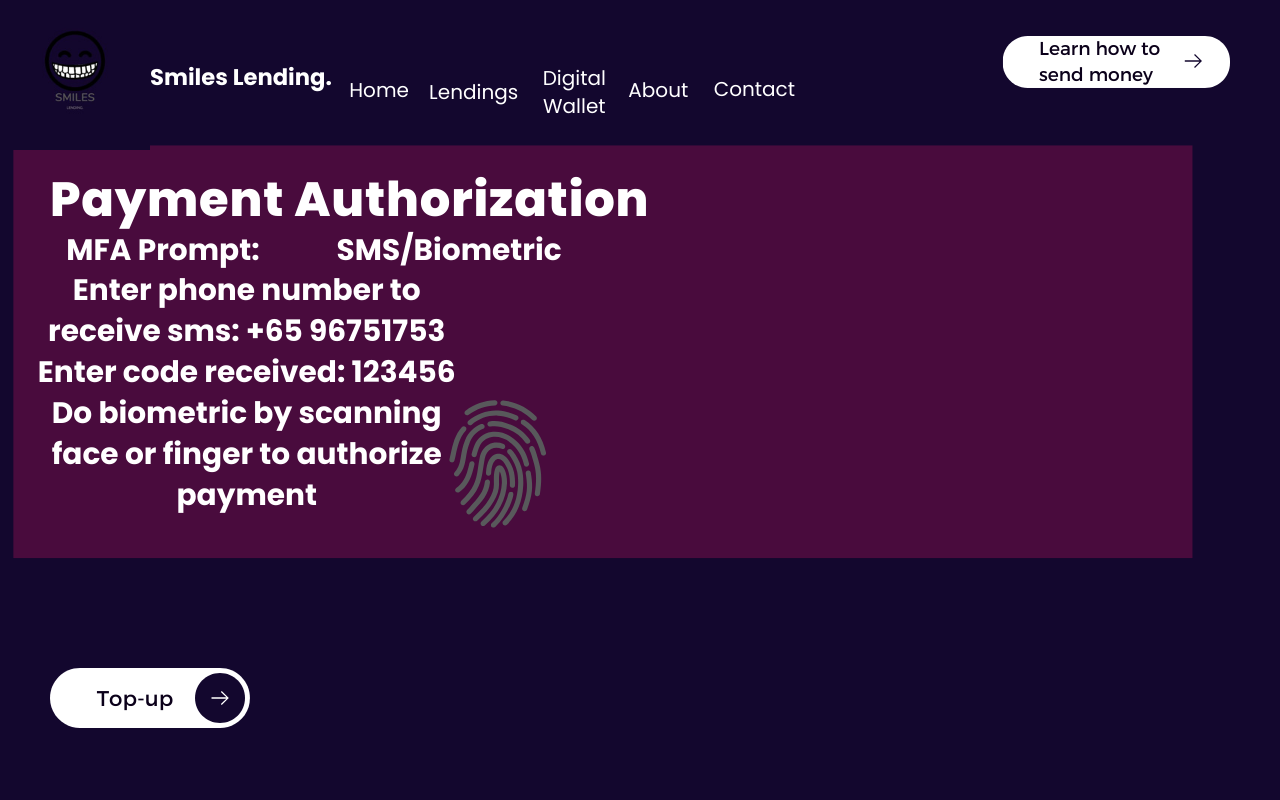 SMILES
LENDING
Smiles Lending.
Home
Lendings
Digital
Wallet
About
Contact
Learn how to
send money
Payment Authorization
MFA Prompt: SMS/Biometric
Enter phone number to
receive sms: +65 96751753
Enter code received: 123456
Do biometric by scanning
face or finger to authorize
payment
Top-up